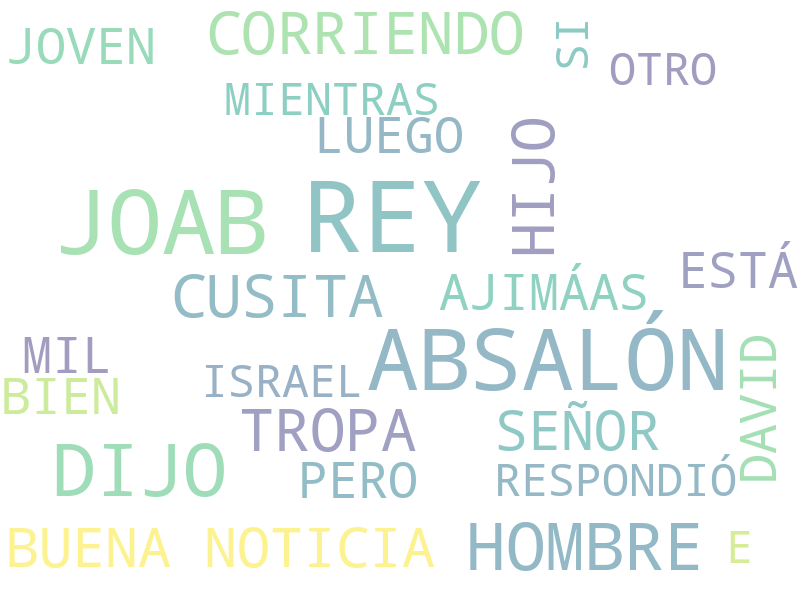 JOVEN
CORRIENDO
SI
OTRO
MIENTRAS
LUEGO
HIJO
JOAB
REY
ESTÁ
CUSITA
AJIMÁAS
ABSALÓN
MIL
BIEN
ISRAEL
DAVID
TROPA
SEÑOR
DIJO
PERO
RESPONDIÓ
BUENA NOTICIA
HOMBRE
E